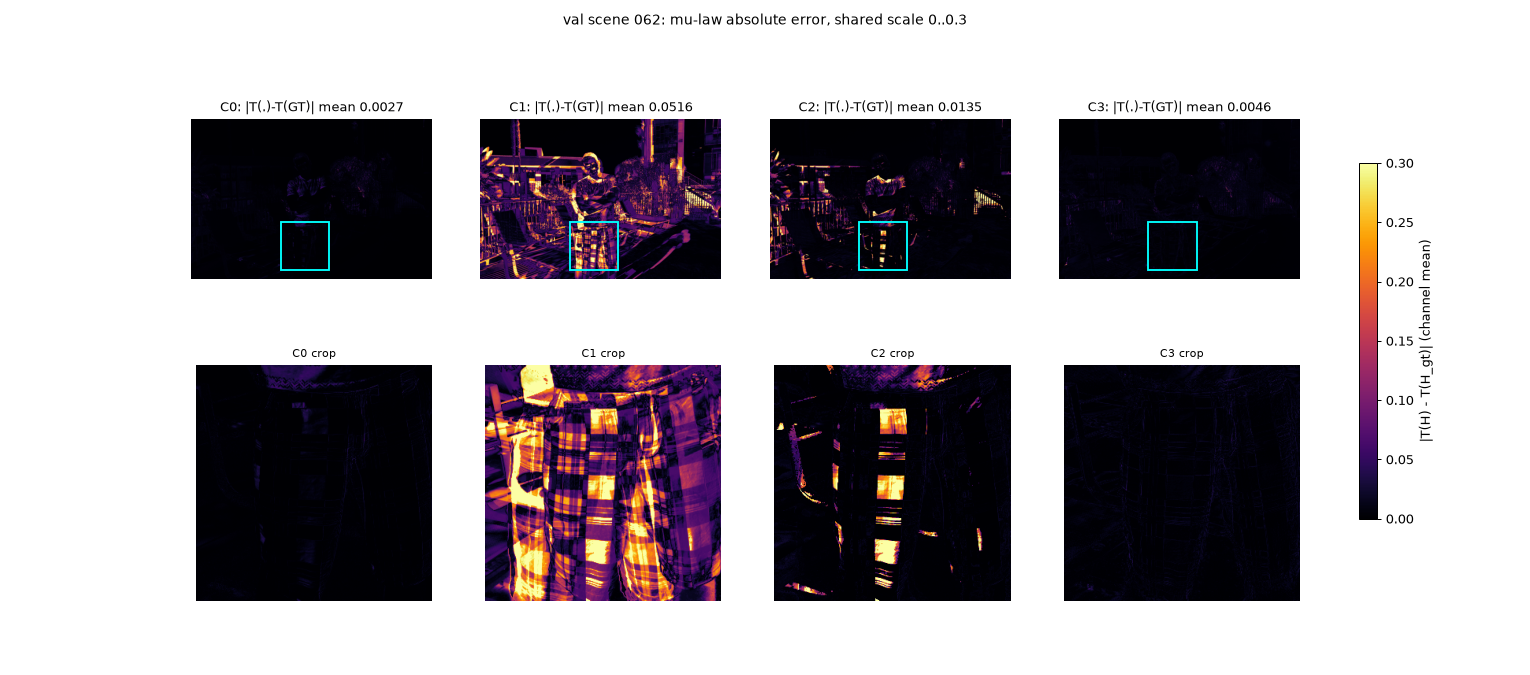 val scene 062: mu-law absolute error, shared scale 0..0.3
C0: |T(.)-T(GT)| mean 0.0027
C1: |T(.)-T(GT)| mean 0.0516
C2: |T(.)-T(GT)| mean 0.0135
C3: |T(.)-T(GT)| mean 0.0046
C0 crop
C1 crop
C2 crop
C3 crop
0.30
0.25
0.20
0.15
0.10
0.05
0.00
|T(H) - T(H_gt)| (channel mean)